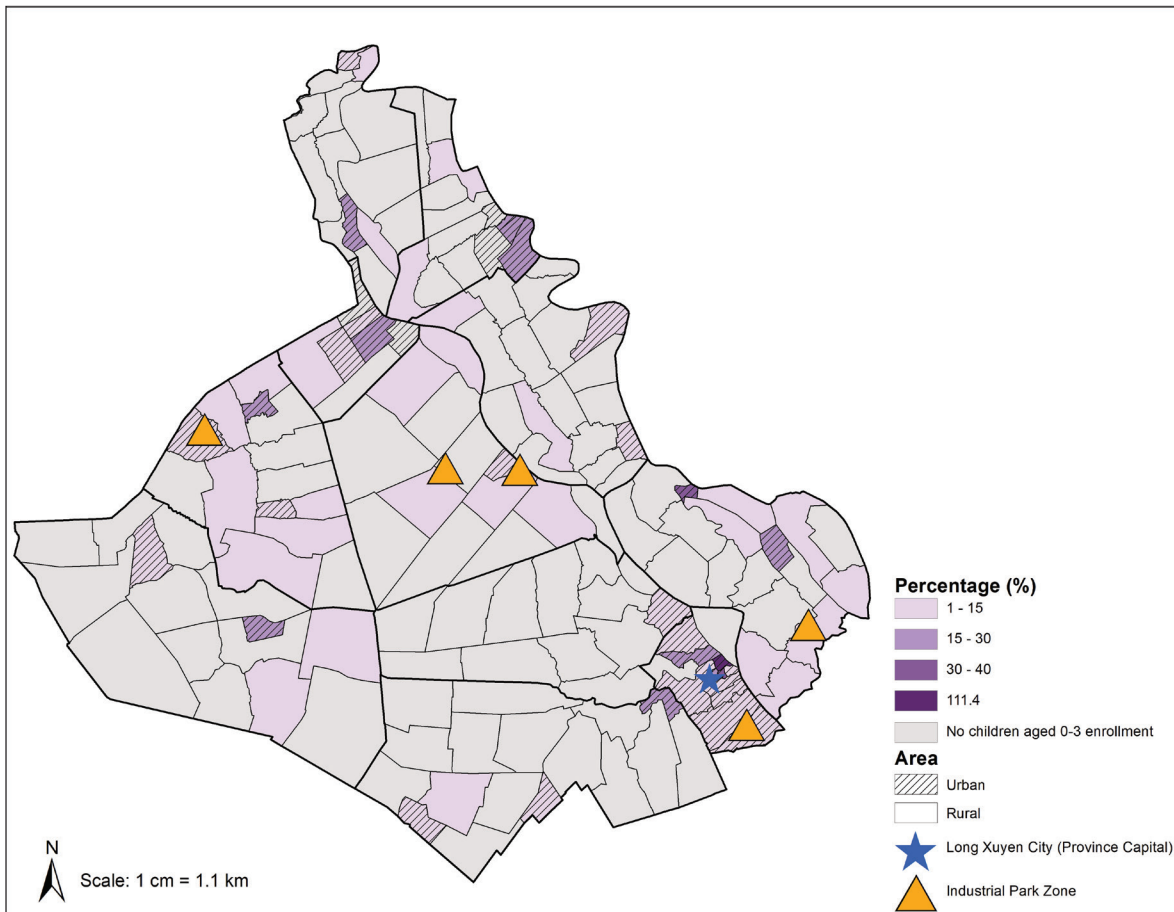 Percentage (%)
1 - 15
15 - 30
30 - 40
111.4
No children aged 0-3 enrollment
Area
Urban
Rural
Long Xuyen City (Province Capital)
Industrial Park Zone
N
Scale: 1 cm = 1.1 km